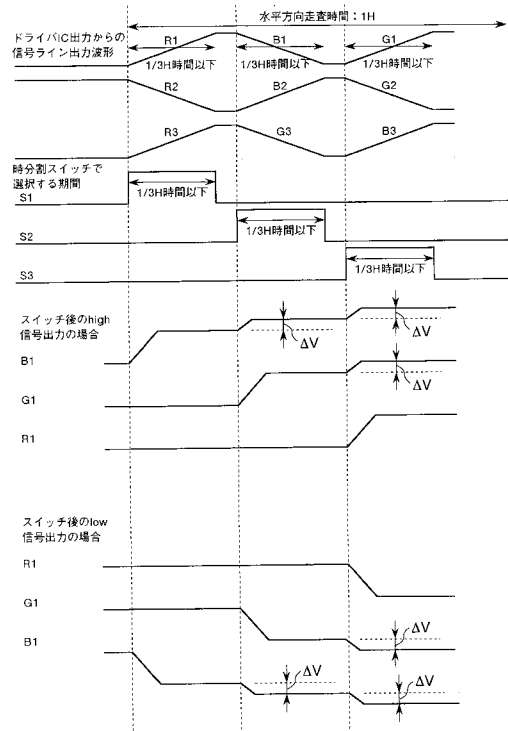 水平方向走査時間：1H
ドライバIC出力からの
信号ライン出力波形
R1 B1 G1
1/3H時間以下 1/3H時間以下 1/3H時間以下
R2 B2 G2
R3 G3 B3
時分割スイッチで
選択する期間
1/3H時間以下
S1
1/3H時間以下
S2
1/3H時間以下
S3
スイッチ後のhigh
信号出力の場合
ΔV ΔV
B1
ΔV
G1
R1
スイッチ後のlow
信号出力の場合
R1
G1
ΔV
B1
ΔV ΔV